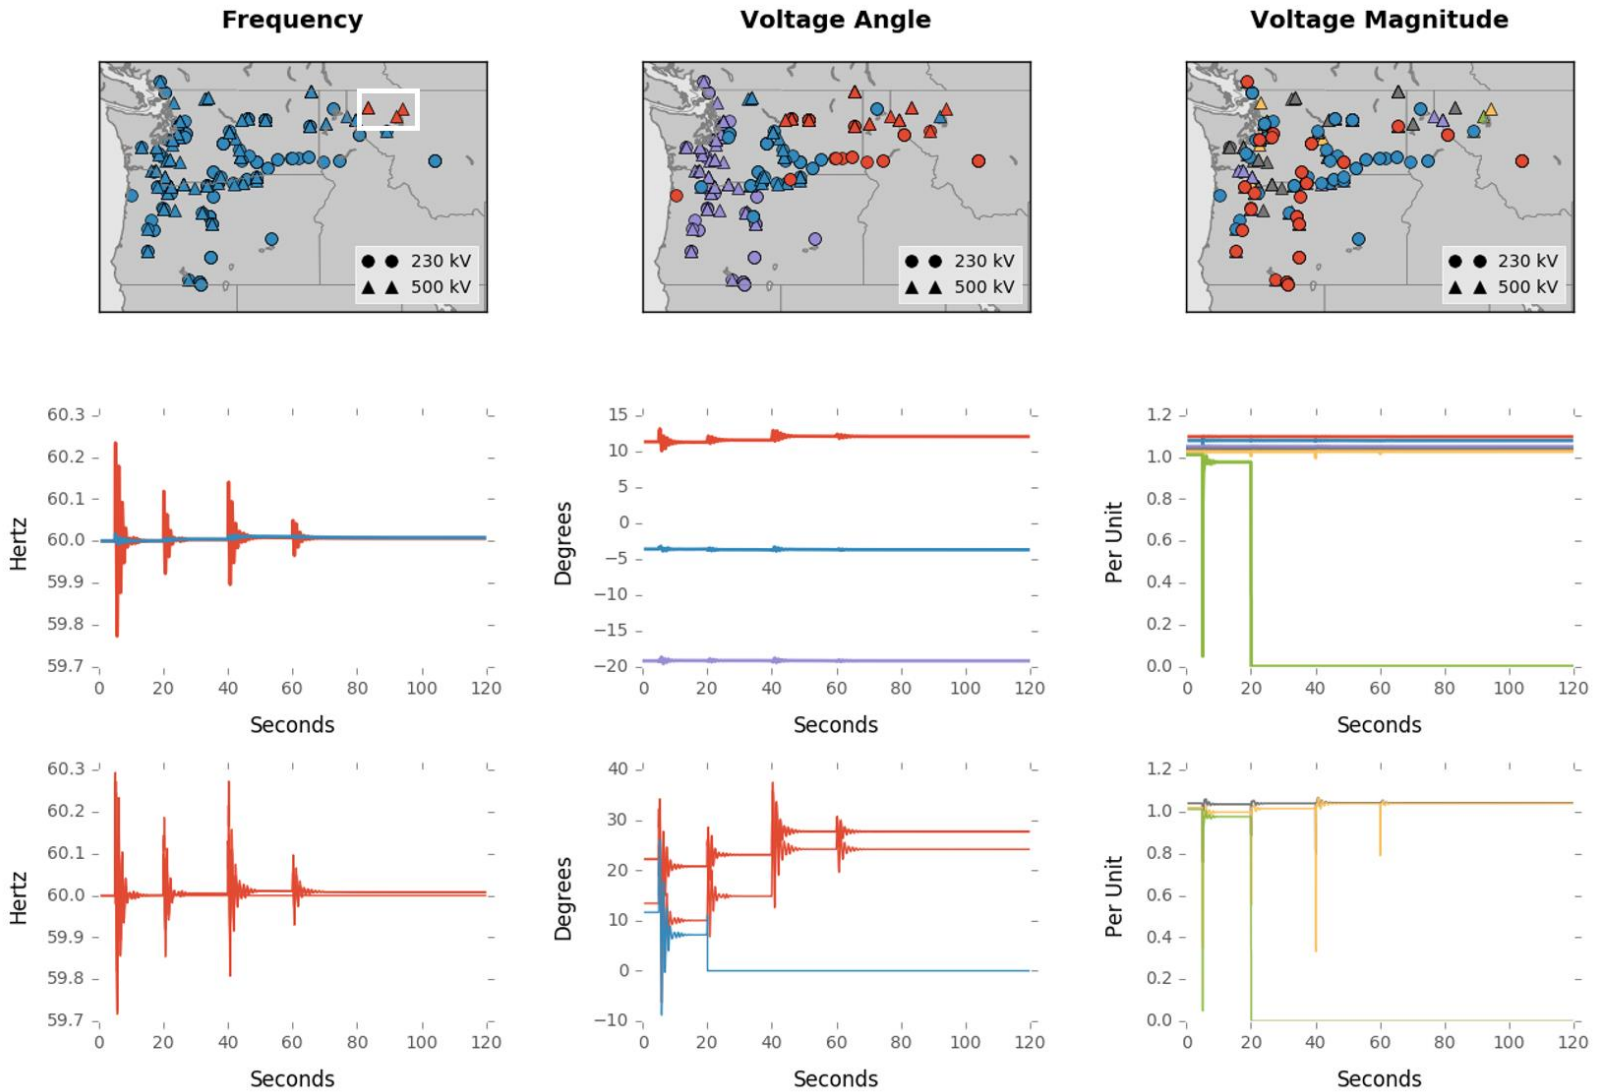 Frequency
Voltage Angle
Voltage Magnitude
230 kV
500 kV
230 kV
500 kV
230 kV
500 kV
60.3
60.2
60.1
60.0
59.9
59.8
59.7
Hertz
0 20 40 60 80 100 120
Seconds
15
10
5
0
−5
−10
−15
−20
Degrees
0 20 40 60 80 100 120
Seconds
1.2
1.0
0.8
0.6
0.4
0.2
0.0
Per Unit
0 20 40 60 80 100 120
Seconds
60.3
60.2
60.1
60.0
59.9
59.8
59.7
Hertz
0 20 40 60 80 100 120
Seconds
40
30
20
10
0
−10
Degrees
0 20 40 60 80 100 120
Seconds
1.2
1.0
0.8
0.6
0.4
0.2
0.0
Per Unit
0 20 40 60 80 100 120
Seconds